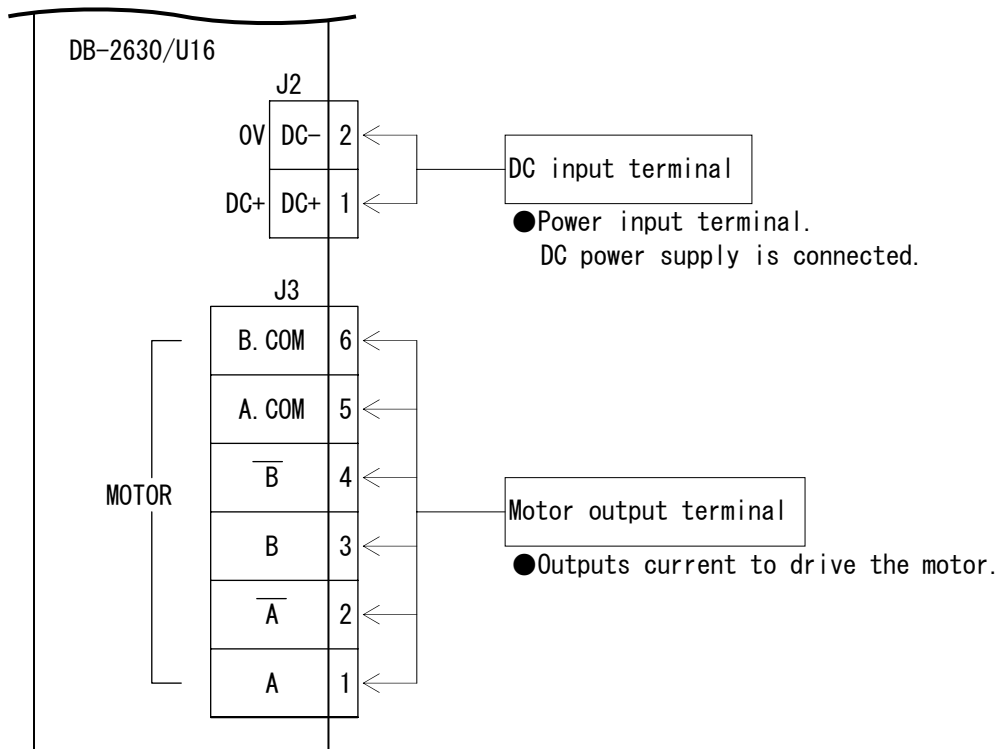 DB-2630/U16
J2
0V DC- 2
DC+ DC+ 1
DC input terminal
●Power input terminal.
DC power supply is connected.
J3
B.COM 6
A.COM 5
B̅ 4
MOTOR
B 3
A̅ 2
A 1
Motor output terminal
●Outputs current to drive the motor.